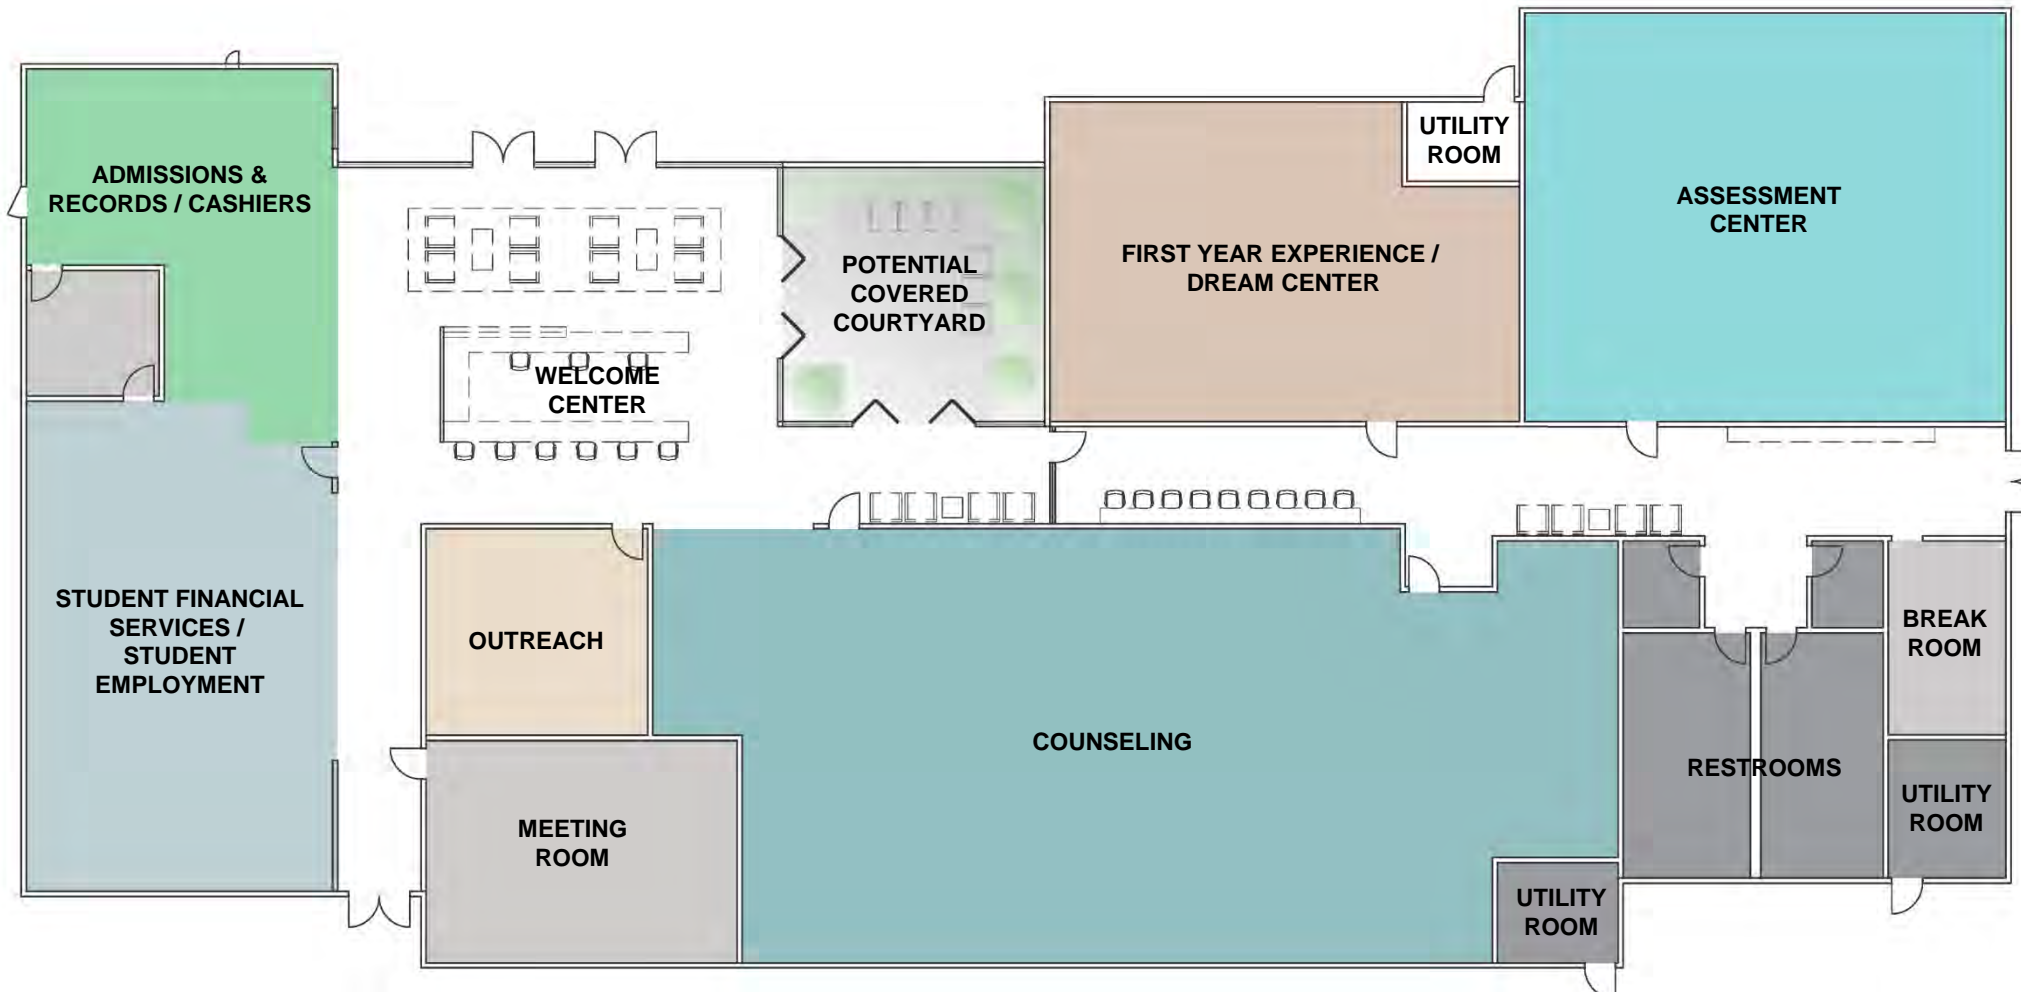 ADMISSIONS &
RECORDS / CASHIERS
UTILITY
ROOM
ASSESSMENT
CENTER
FIRST YEAR EXPERIENCE /
DREAM CENTER
POTENTIAL
COVERED
COURTYARD
WELCOME
CENTER
STUDENT FINANCIAL
SERVICES /
STUDENT
EMPLOYMENT
OUTREACH
BREAK
ROOM
COUNSELING
RESTROOMS
UTILITY
ROOM
MEETING
ROOM
UTILITY
ROOM